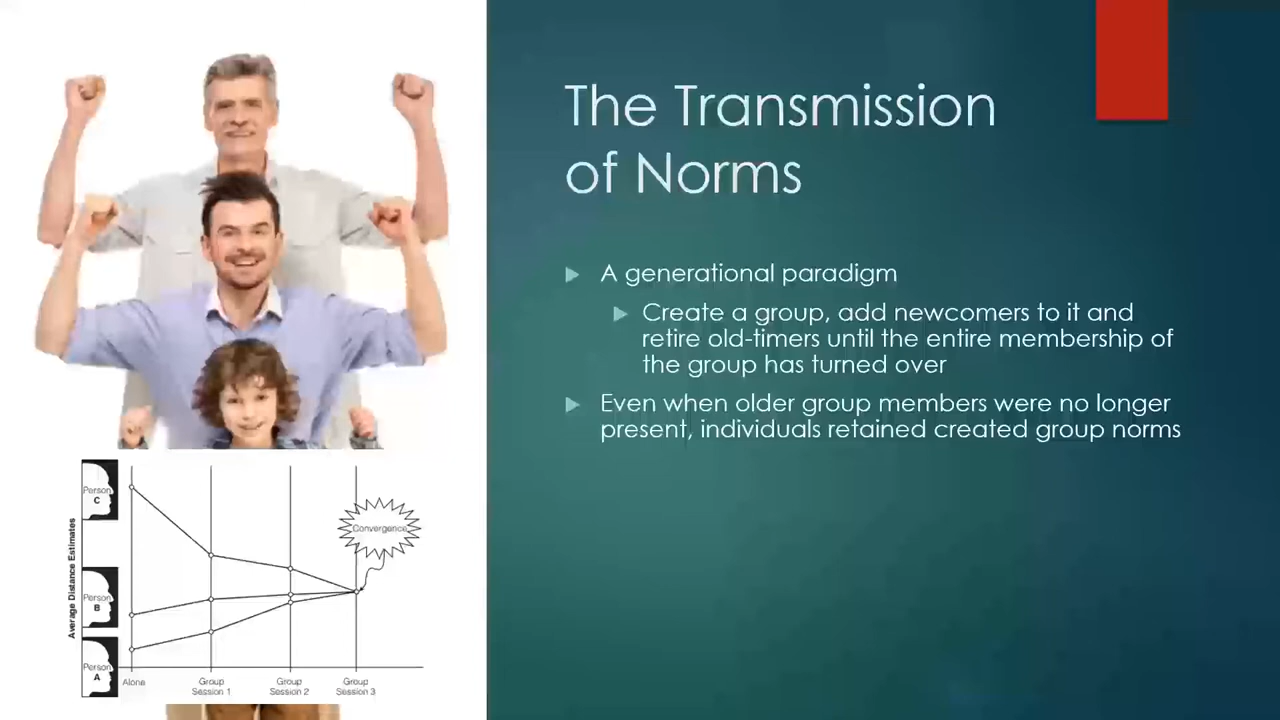 The Transmission
of Norms
A generational paradigm
Create a group, add newcomers to it and
retire old-timers until the entire membership of
the group has turned over
Even when older group members were no longer
present, individuals retained created group norms
Average Distance Estimates
Person
C
Person
B
Person
A
Convergence
Alone
Group
Session 1
Group
Session 2
Group
Session 3